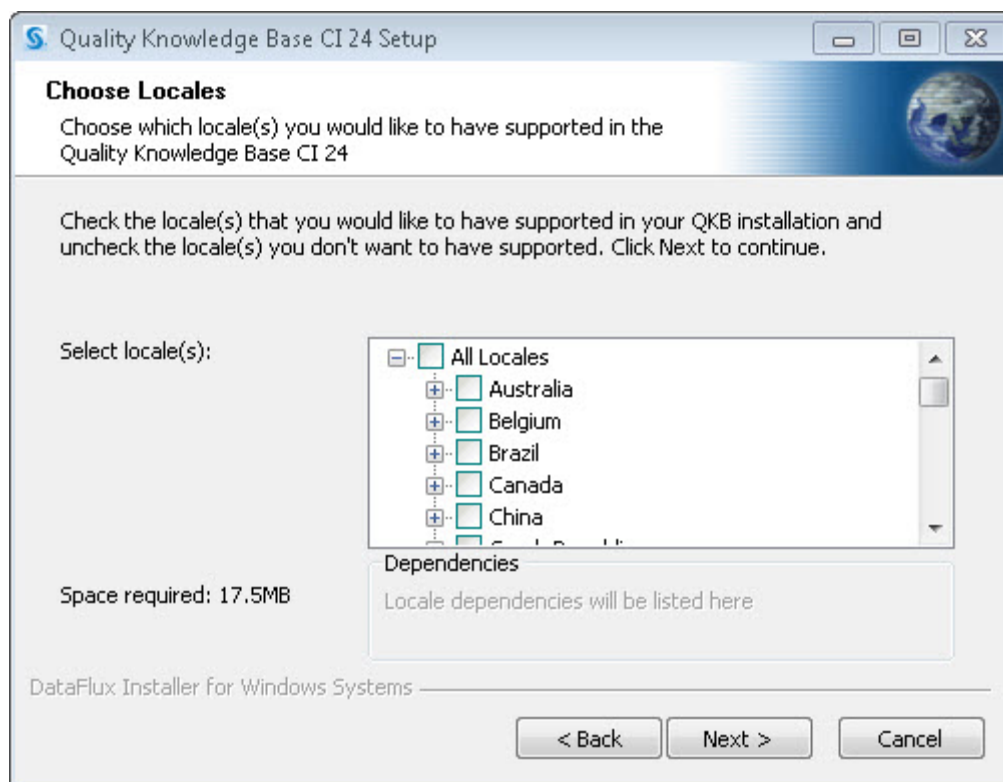 Quality Knowledge Base CI 24 Setup
Choose Locales
Choose which locale(s) you would like to have supported in the
Quality Knowledge Base CI 24
Check the locale(s) that you would like to have supported in your QKB installation and
uncheck the locale(s) you don't want to have supported. Click Next to continue.
Select locale(s):
All Locales
Australia
Belgium
Brazil
Canada
China
Space required: 17.5MB
Dependencies
Locale dependencies will be listed here
DataFlux Installer for Windows Systems
< Back
Next >
Cancel